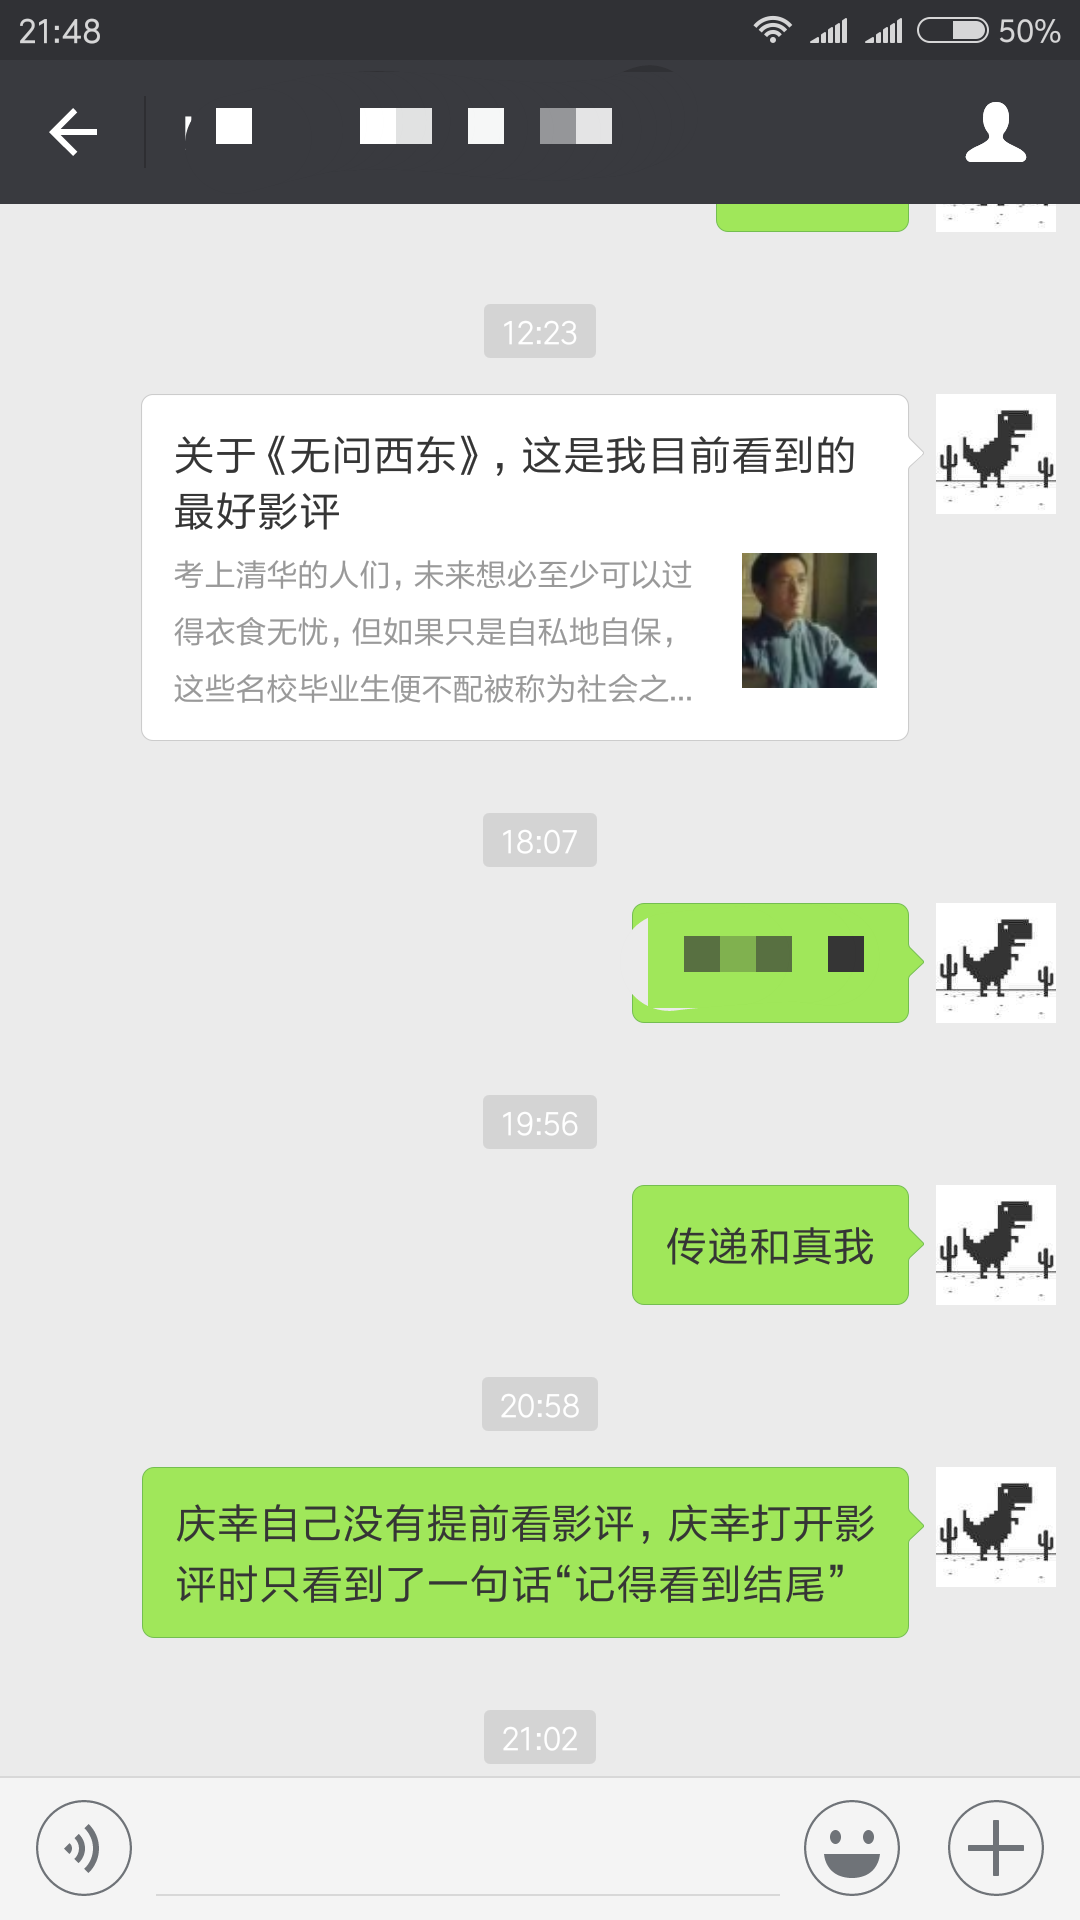 21:48
50%
12:23
关于《无问西东》，这是我目前看到的
最好影评
考上清华的人们，未来想必至少可以过
得衣食无忧，但如果只是自私地自保，
这些名校毕业生便不配被称为社会之...
18:07
19:56
传递和真我
20:58
庆幸自己没有提前看影评，庆幸打开影
评时只看到了一句话“记得看到结尾”
21:02